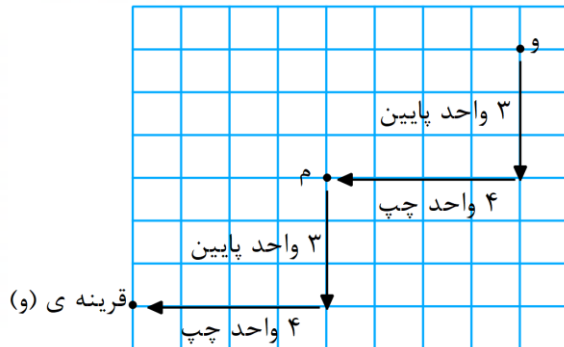 و
۳ واحد پایین
م
۴ واحد چپ
۳ واحد پایین
قرینه ی (و)
۴ واحد چپ